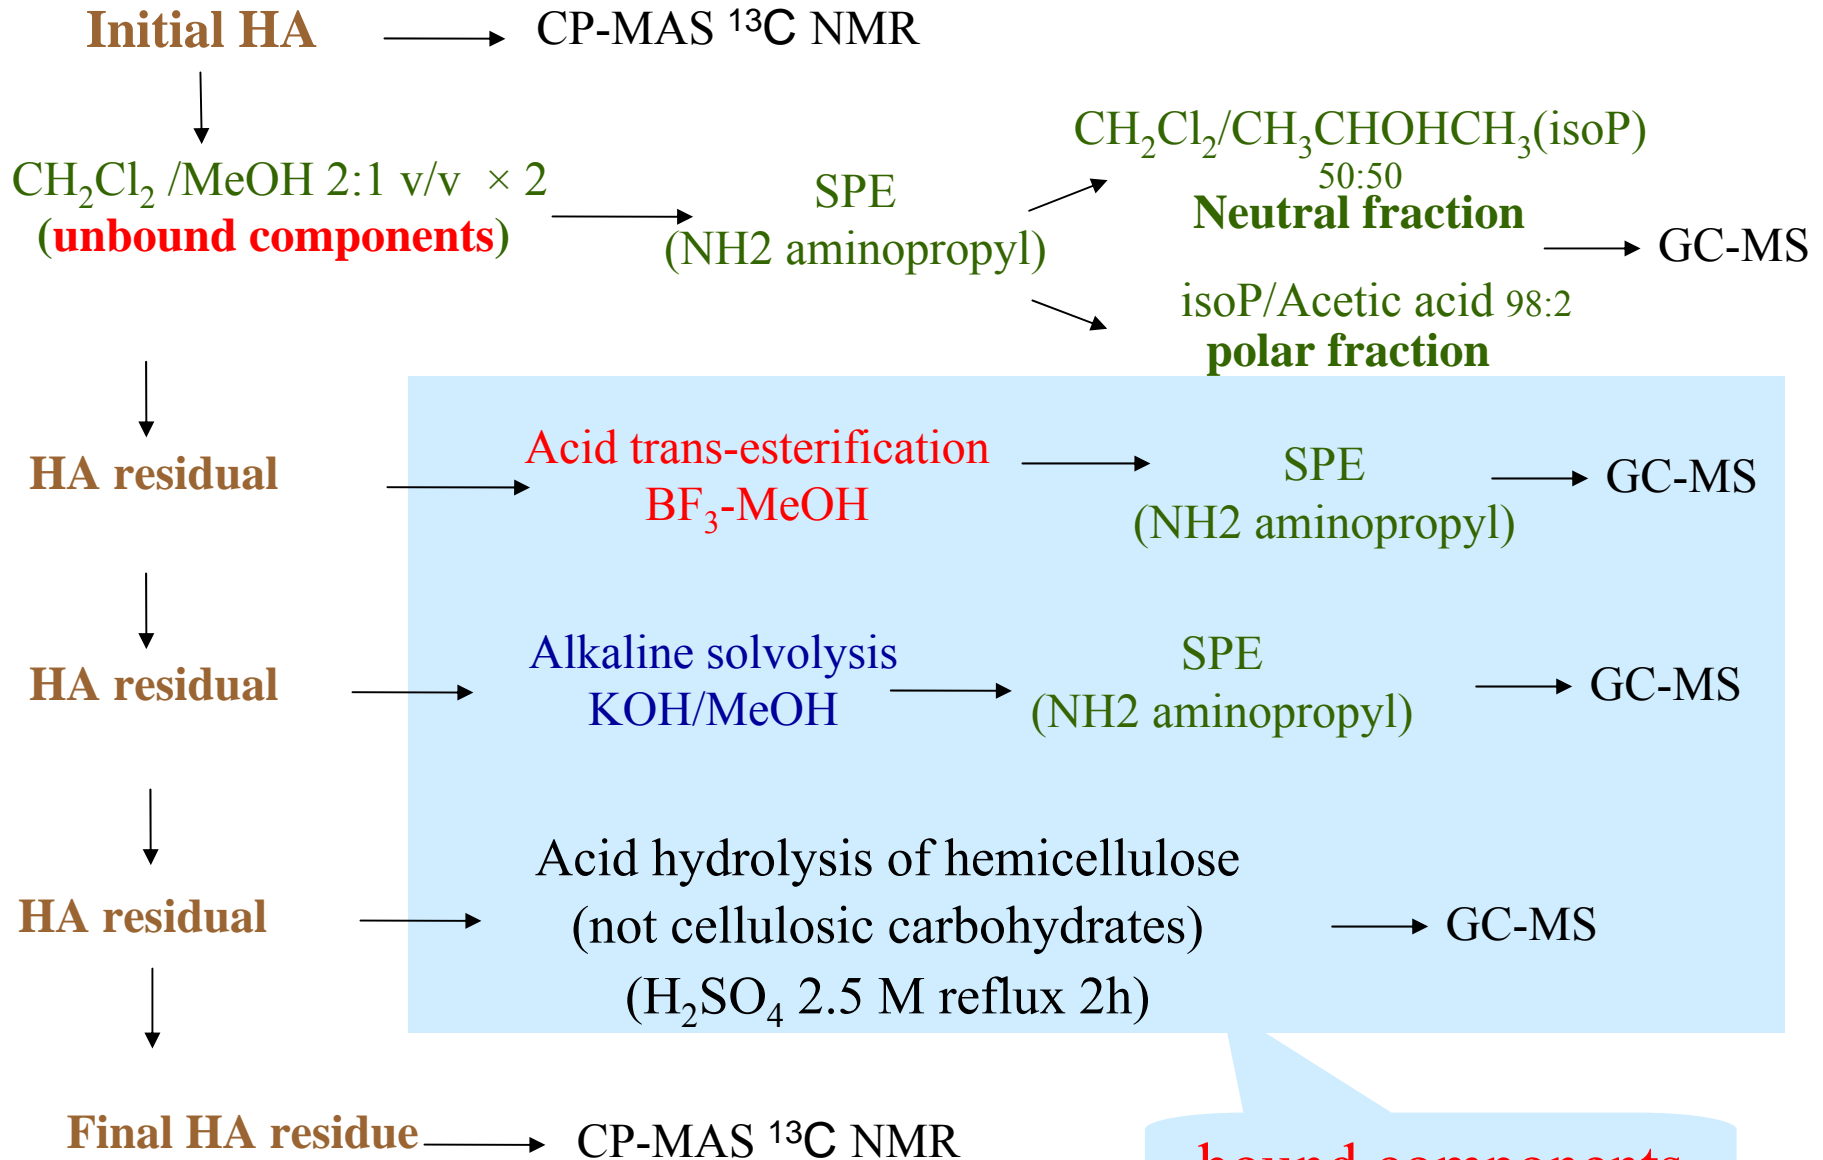 Initial HA
CP-MAS ¹³C NMR
CH₂Cl₂ /MeOH 2:1 v/v × 2
(unbound components)
SPE
(NH2 aminopropyl)
CH₂Cl₂/CH₃CHOHCH₃(isoP)
50:50
Neutral fraction
isoP/Acetic acid 98:2
polar fraction
GC-MS
HA residual
Acid trans-esterification
BF₃-MeOH
SPE
(NH2 aminopropyl)
GC-MS
HA residual
Alkaline solvolysis
KOH/MeOH
SPE
(NH2 aminopropyl)
GC-MS
HA residual
Acid hydrolysis of hemicellulose
(not cellulosic carbohydrates)
(H₂SO₄ 2.5 M reflux 2h)
GC-MS
Final HA residue
CP-MAS ¹³C NMR
bound components